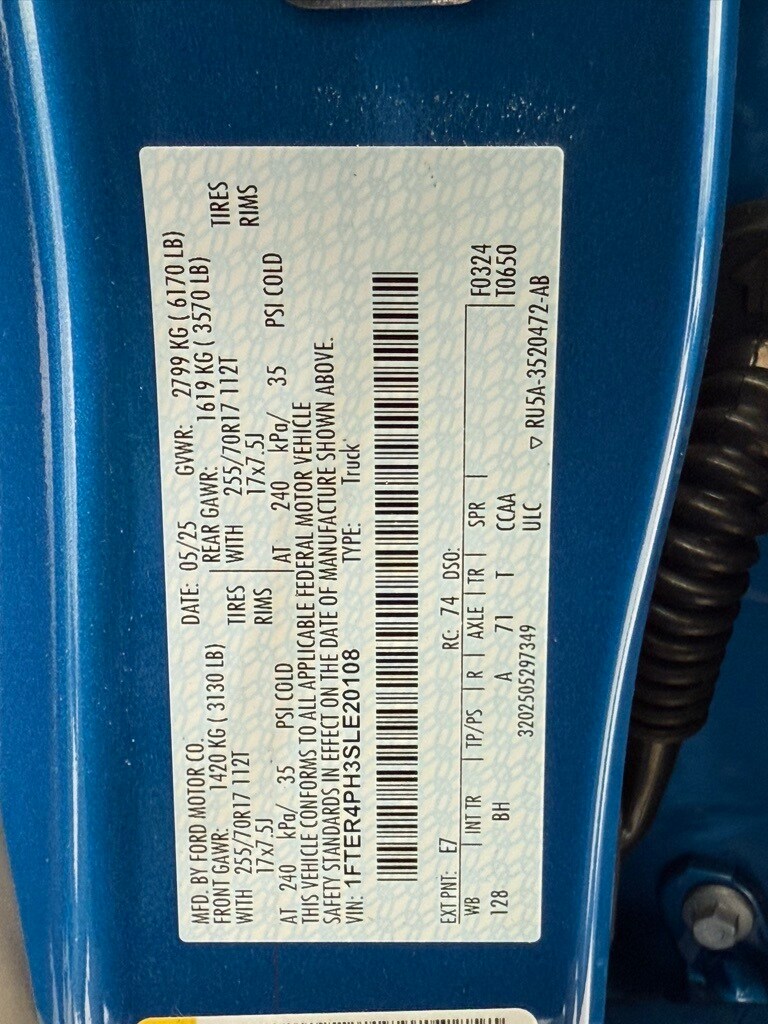 MFD. BY FORD MOTOR CO. DATE: 05/25 GVWR: 2799 KG ( 6170 LB)
FRONT GAWR: 1420 KG ( 3130 LB) REAR GAWR: 1619 KG ( 3570 LB)
WITH 255/70R17 112T TIRES WITH 255/70R17 112T TIRES
17x7.5J RIMS 17x7.5J RIMS
AT 240 kPa/ 35 PSI COLD AT 240 kPa/ 35 PSI COLD
THIS VEHICLE CONFORMS TO ALL APPLICABLE FEDERAL MOTOR VEHICLE
SAFETY STANDARDS IN EFFECT ON THE DATE OF MANUFACTURE SHOWN ABOVE.
VIN: 1FTER4PH3SLE20108 TYPE: Truck
EXT PNT: E7 RC: 74 DSO: F0324
WB INT TR TP/PS R AXLE TR SPR T0650
128 BH A 71 T CCAA
3202505297349 ULC ▽ RU5A-3520472-AB